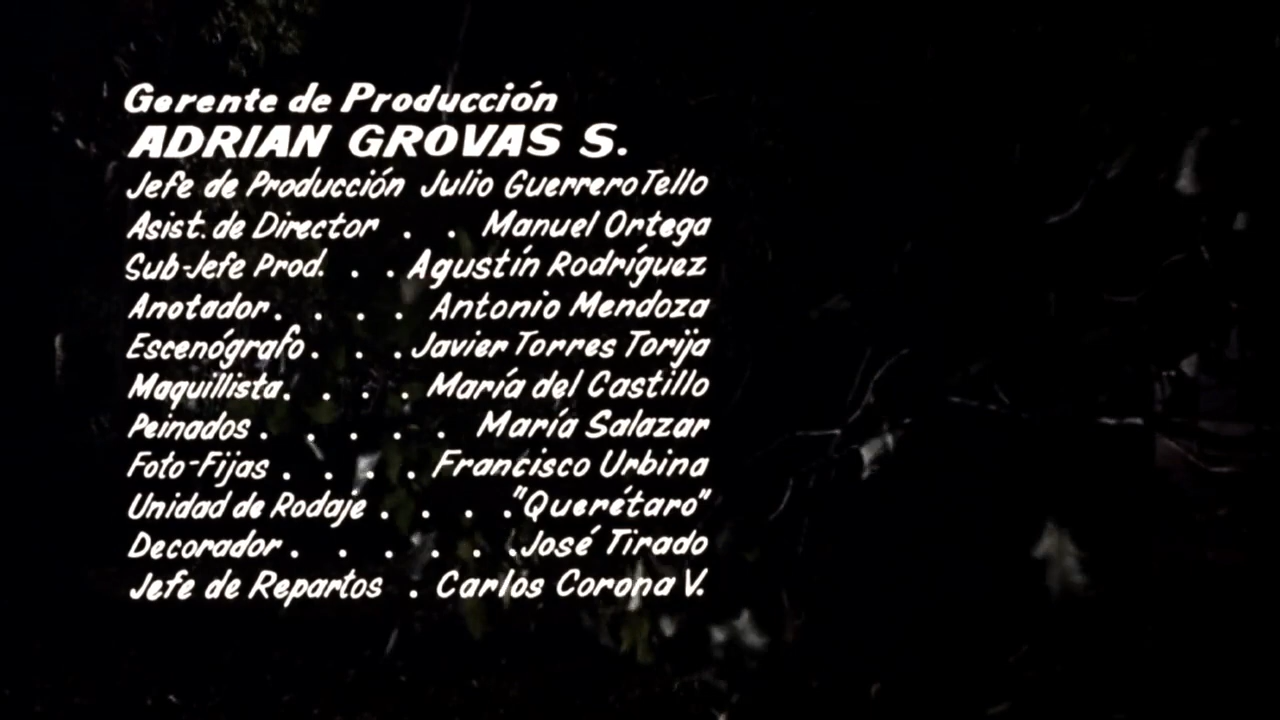 Gerente de Producción
ADRIAN GROVAS S.
Jefe de Producción Julio Guerrero Tello
Asist. de Director . . Manuel Ortega
Sub-Jefe Prod. . . Agustín Rodríguez
Anotador. . . . Antonio Mendoza
Escenógrafo. . . Javier Torres Torija
Maquillista. . . . María del Castillo
Peinados . . . . . María Salazar
Foto-Fijas . . . . Francisco Urbina
Unidad de Rodaje . . . . "Querétaro"
Decorador. . . . . . José Tirado
Jefe de Repartos . Carlos Corona V.